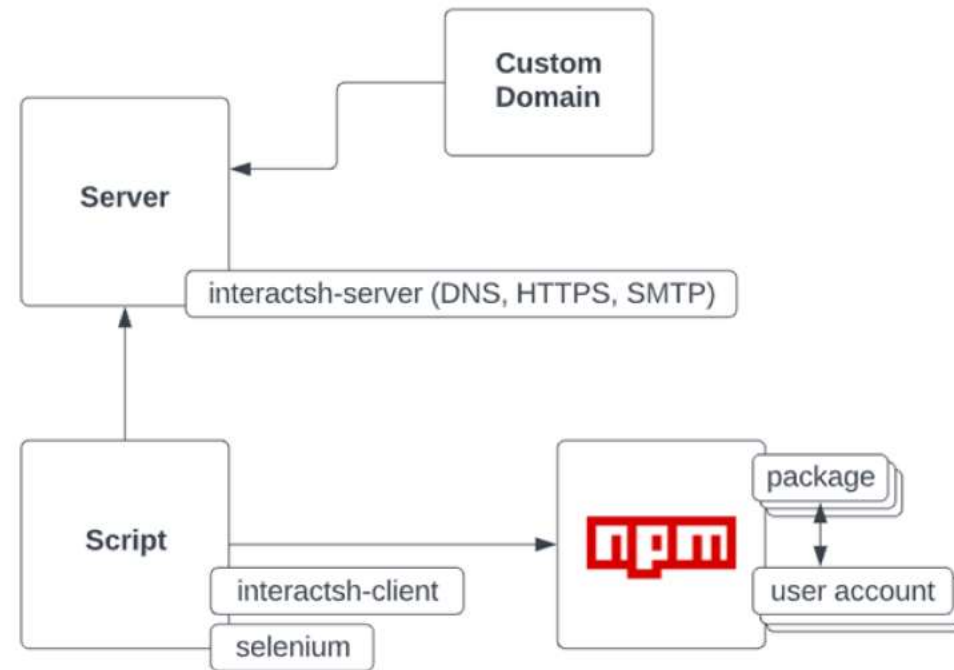 Custom
Domain
Server
interactsh-server (DNS, HTTPS, SMTP)
Script
interactsh-client
selenium
npm
package
user account